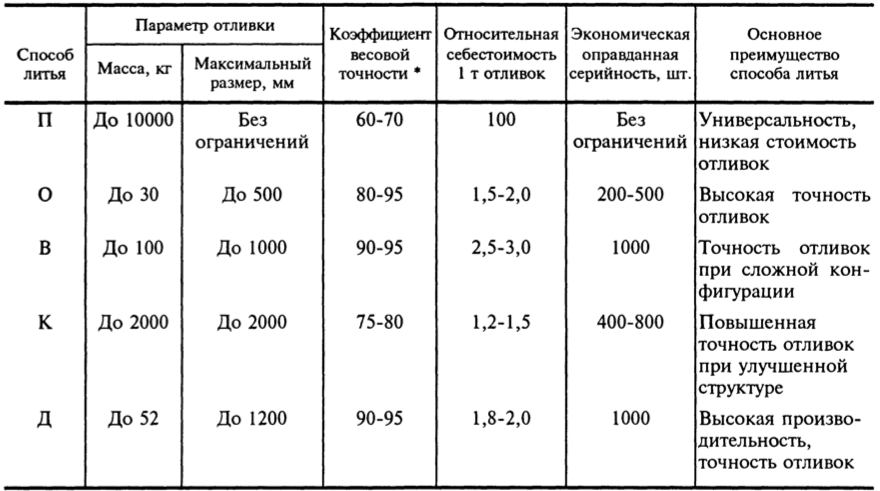 Способ литья | Параметр отливки | Коэффициент весовой точности * | Относительная себестоимость 1 т отливок | Экономическая оправданная серийность, шт. | Основное преимущество способа литья
Масса, кг | Максимальный размер, мм
П | До 10000 | Без ограничений | 60-70 | 100 | Без ограничений | Универсальность, низкая стоимость отливок
О | До 30 | До 500 | 80-95 | 1,5-2,0 | 200-500 | Высокая точность отливок
В | До 100 | До 1000 | 90-95 | 2,5-3,0 | 1000 | Точность отливок при сложной кон-фигурации
К | До 2000 | До 2000 | 75-80 | 1,2-1,5 | 400-800 | Повышенная точность отливок при улучшенной структуре
Д | До 52 | До 1200 | 90-95 | 1,8-2,0 | 1000 | Высокая произво-дительность, точность отливок